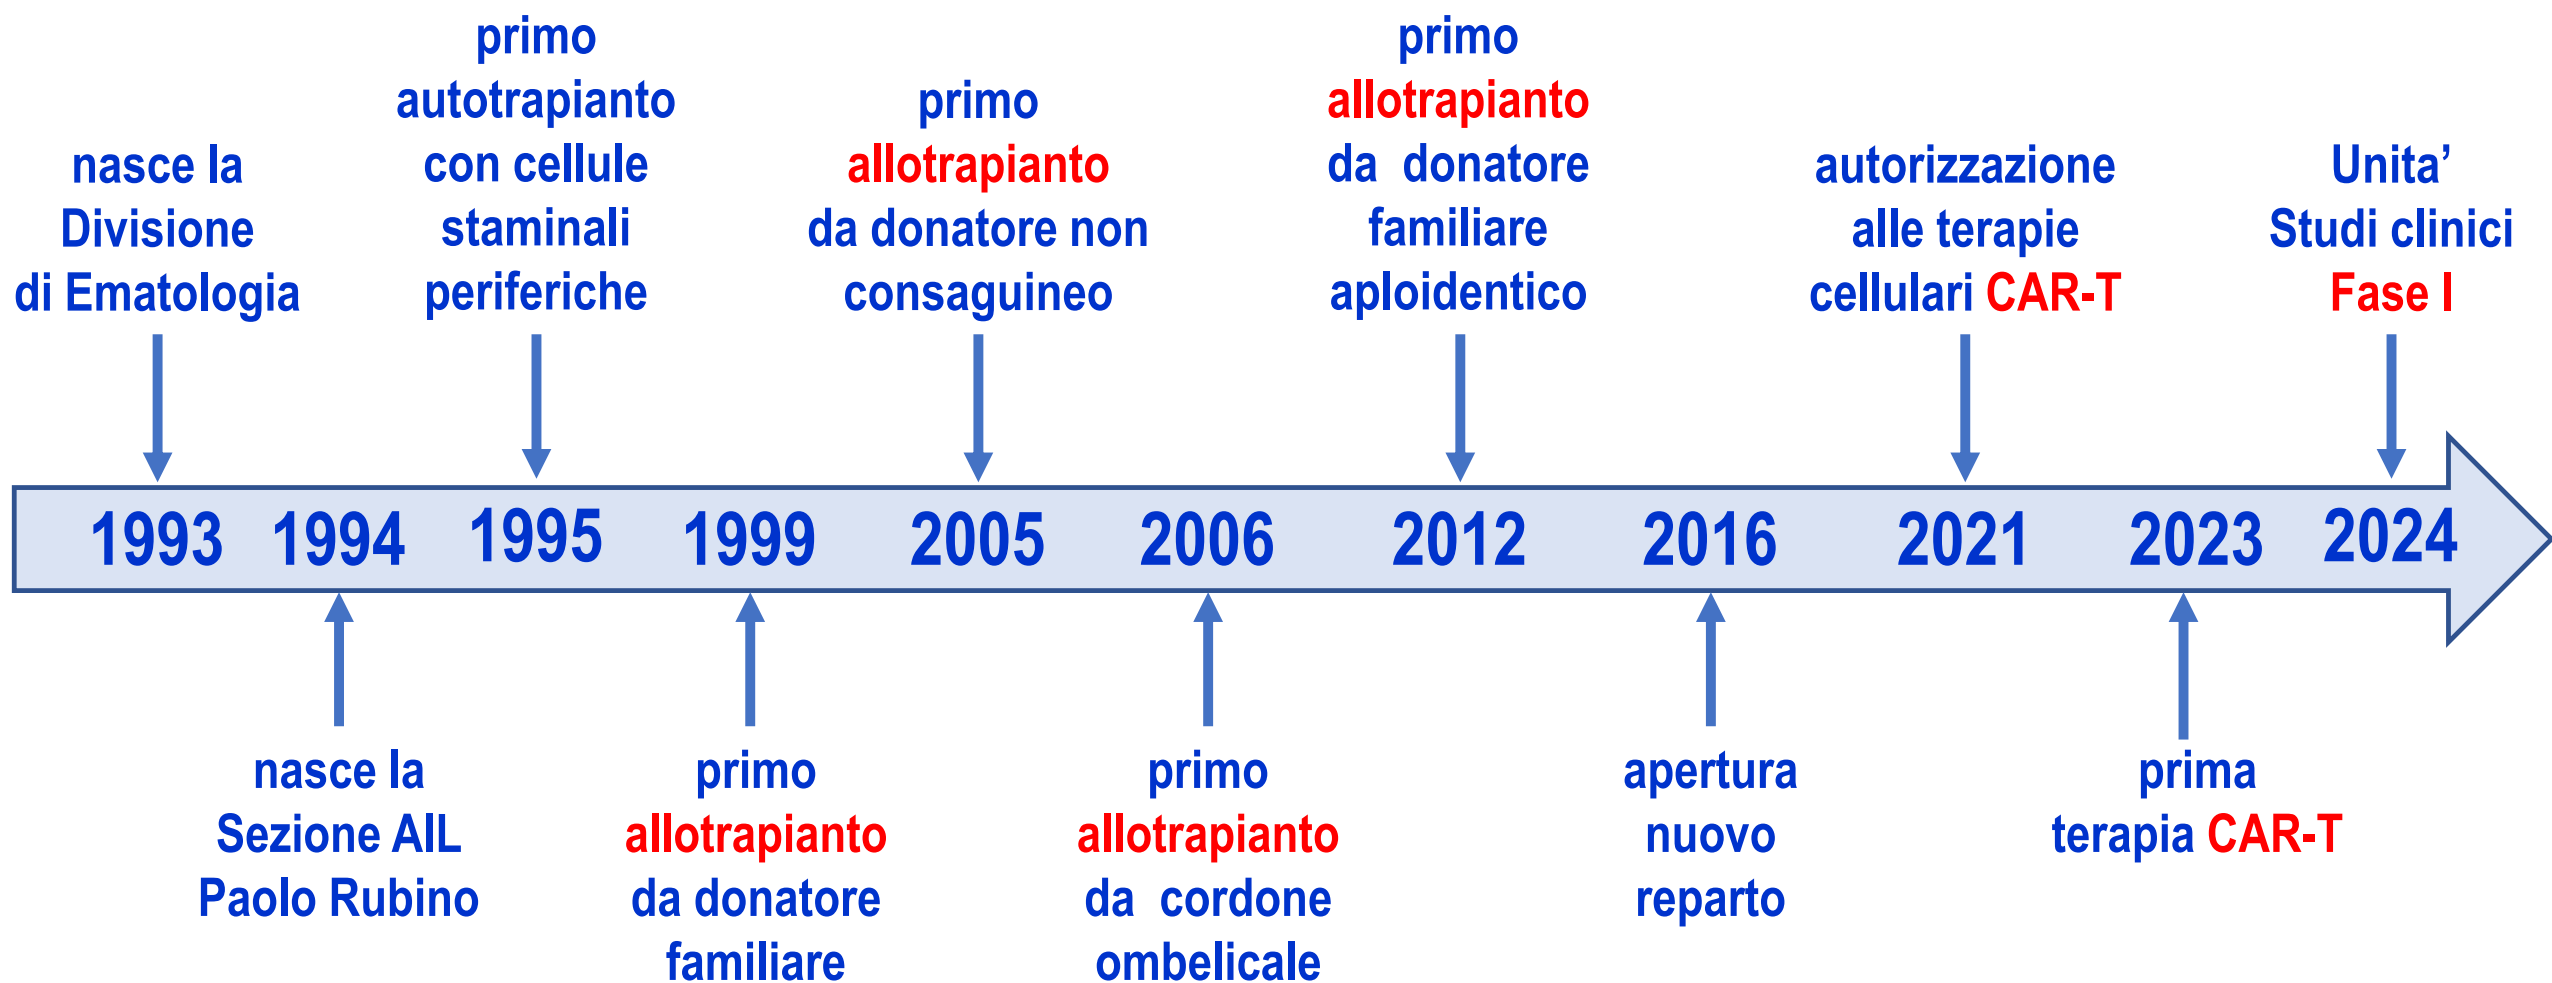 nasce la
Divisione
di Ematologia
primo
autotrapianto
con cellule
staminali
periferiche
primo
allotrapianto
da donatore non
consaguineo
primo
allotrapianto
da donatore
familiare
aploidentico
autorizzazione
alle terapie
cellulari CAR-T
Unita’
Studi clinici
Fase I
1993 1994 1995 1999 2005 2006 2012 2016 2021 2023 2024
nasce la
Sezione AIL
Paolo Rubino
primo
allotrapianto
da donatore
familiare
primo
allotrapianto
da cordone
ombelicale
apertura
nuovo
reparto
prima
terapia CAR-T